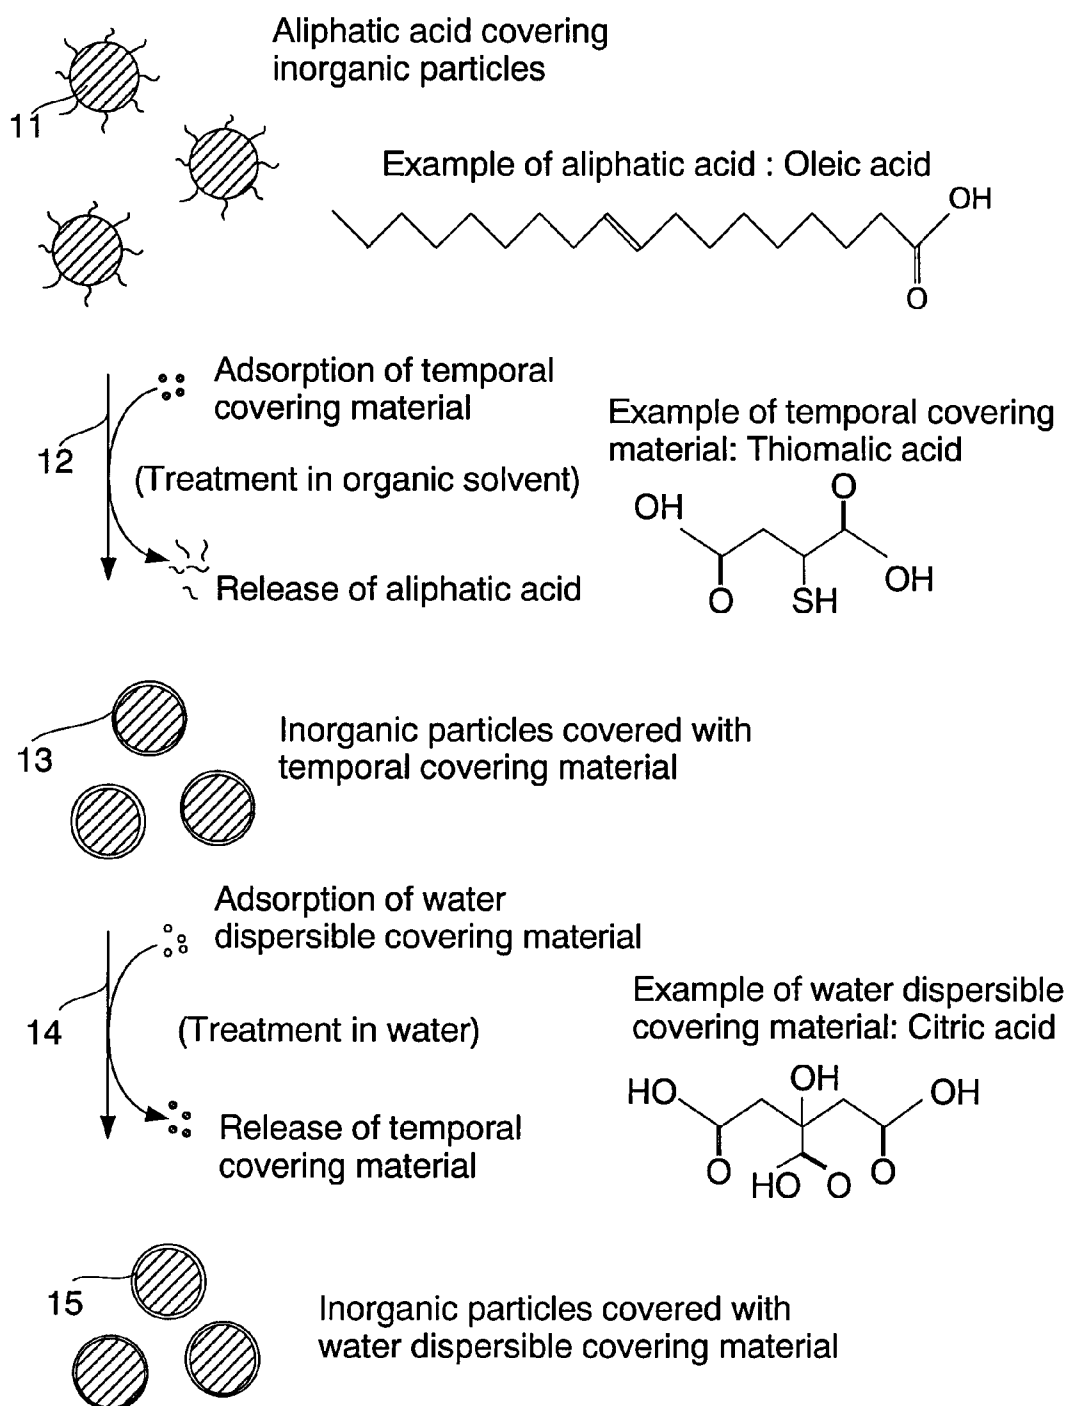 Aliphatic acid covering
inorganic particles
11
Example of aliphatic acid : Oleic acid
OH
O
Adsorption of temporal
covering material
12
(Treatment in organic solvent)
Release of aliphatic acid
Example of temporal covering
material: Thiomalic acid
O
OH
OH
O
SH
13
Inorganic particles covered with
temporal covering material
Adsorption of water
dispersible covering material
14
(Treatment in water)
Release of temporal
covering material
Example of water dispersible
covering material: Citric acid
HO
OH
OH
O
HO
O
O
15
Inorganic particles covered with
water dispersible covering material